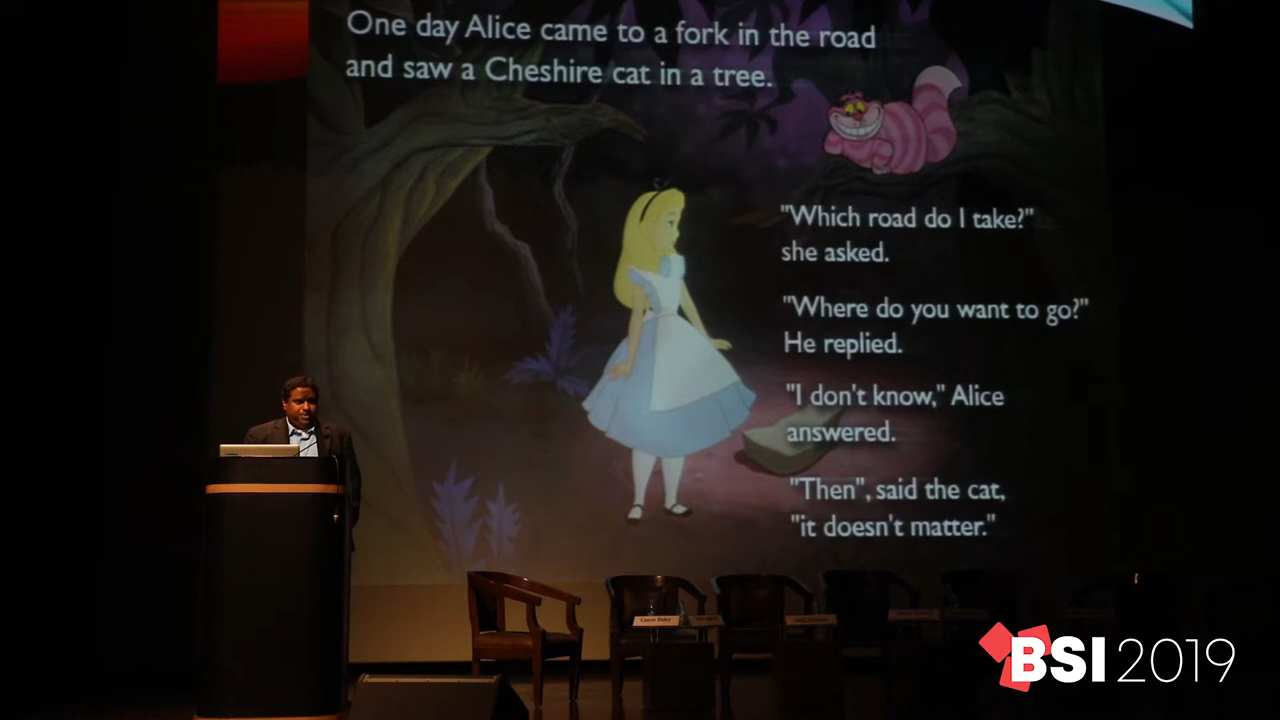 One day Alice came to a fork in the road
and saw a Cheshire cat in a tree.
"Which road do I take?"
she asked.
"Where do you want to go?"
He replied.
"I don't know," Alice
answered.
"Then", said the cat,
"it doesn't matter."
BSI 2019